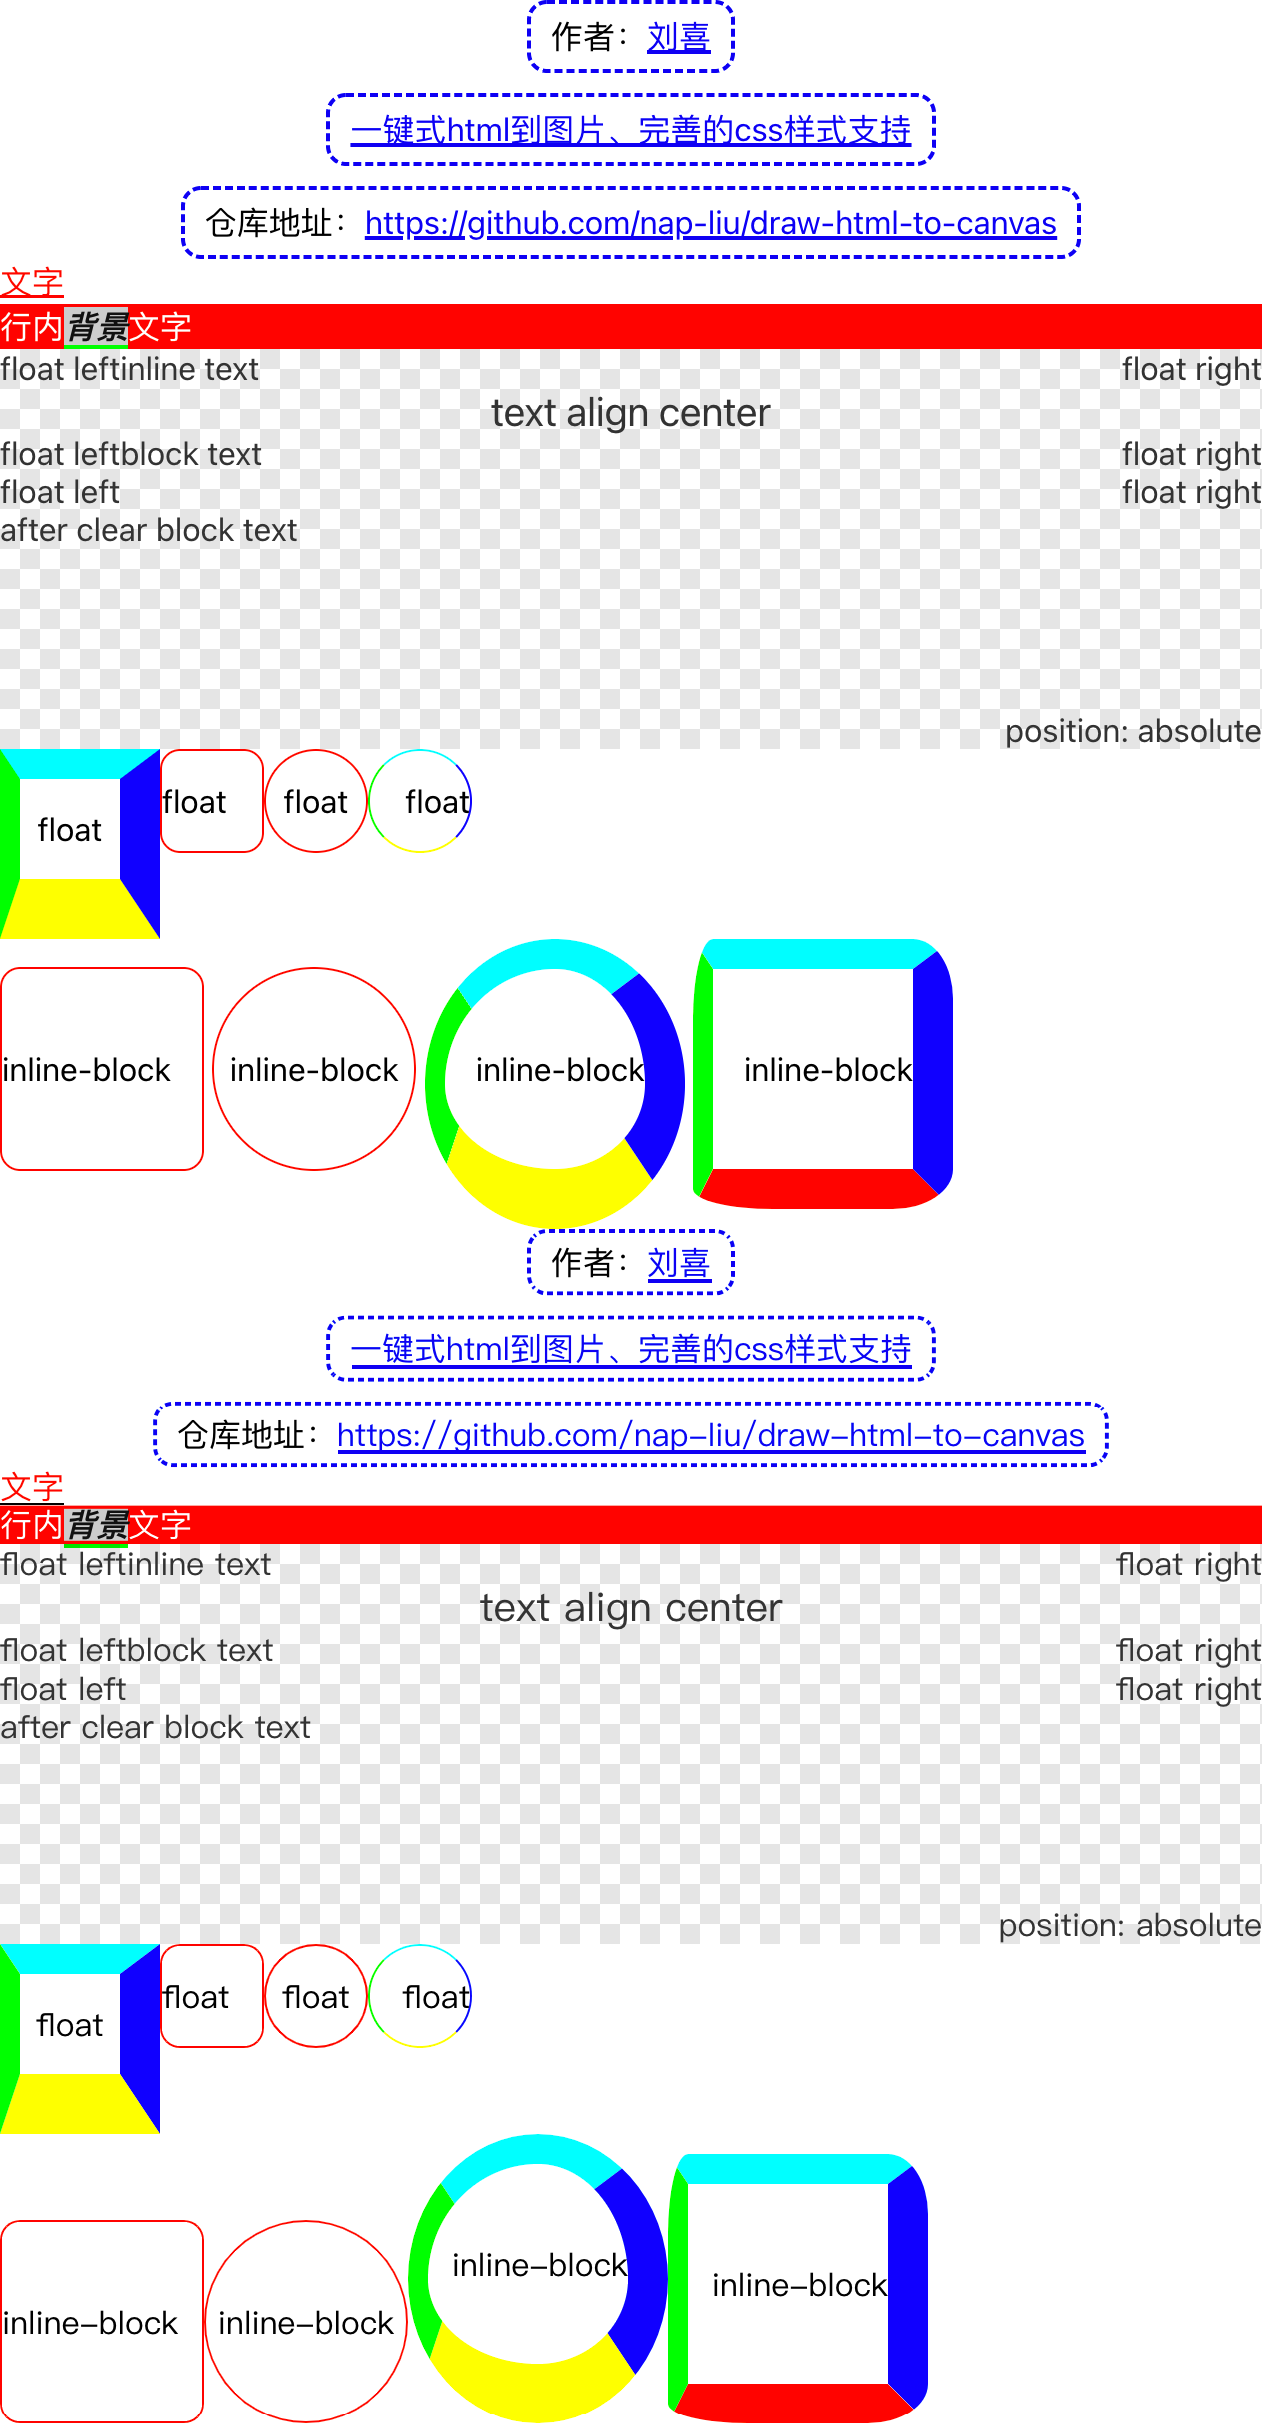 作者：刘喜
一键式html到图片、完善的css样式支持
仓库地址：https://github.com/nap-liu/draw-html-to-canvas
文字
行内背景文字
float leftinline text float right
text align center
float leftblock text float right
float left float right
after clear block text
position: absolute
float float float float
inline-block inline-block inline-block inline-block
作者：刘喜
一键式html到图片、完善的css样式支持
仓库地址：https://github.com/nap-liu/draw-html-to-canvas
文字
行内背景文字
float leftinline text float right
text align center
float leftblock text float right
float left float right
after clear block text
position: absolute
float float float float
inline-block inline-block inline-block inline-block